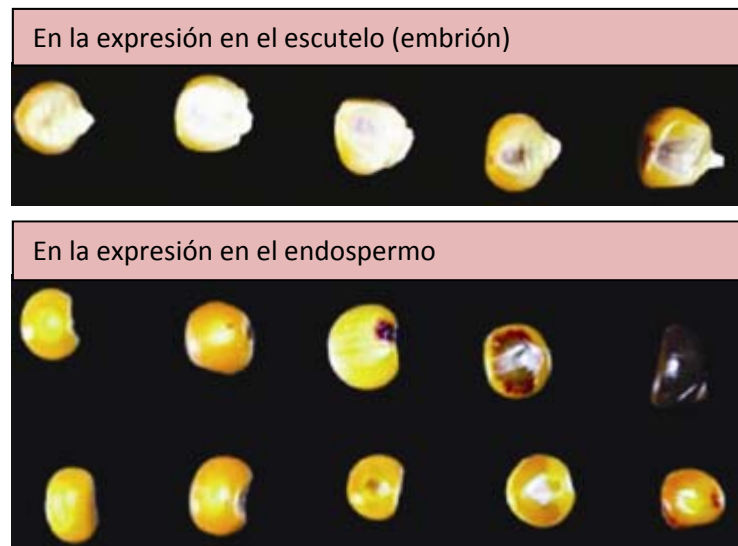 En la expresión en el escutelo (embrión)
En la expresión en el endospermo